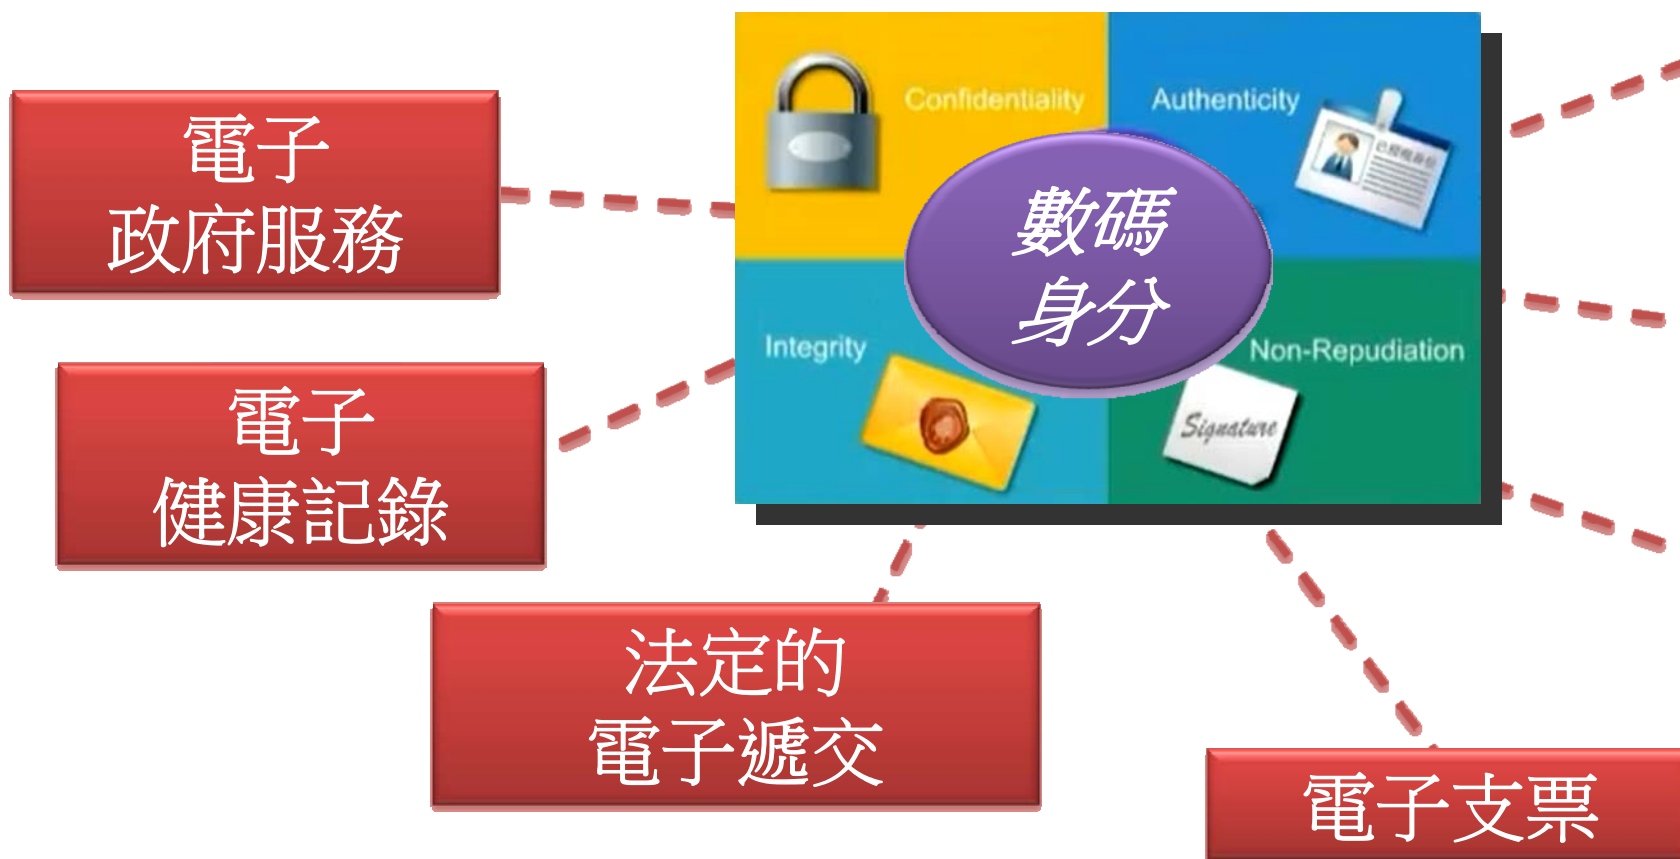 Confidentiality
Authenticity
電子
政府服務
數碼
身分
Integrity
Non-Repudiation
Signature
電子
健康記錄
法定的
電子遞交
電子支票